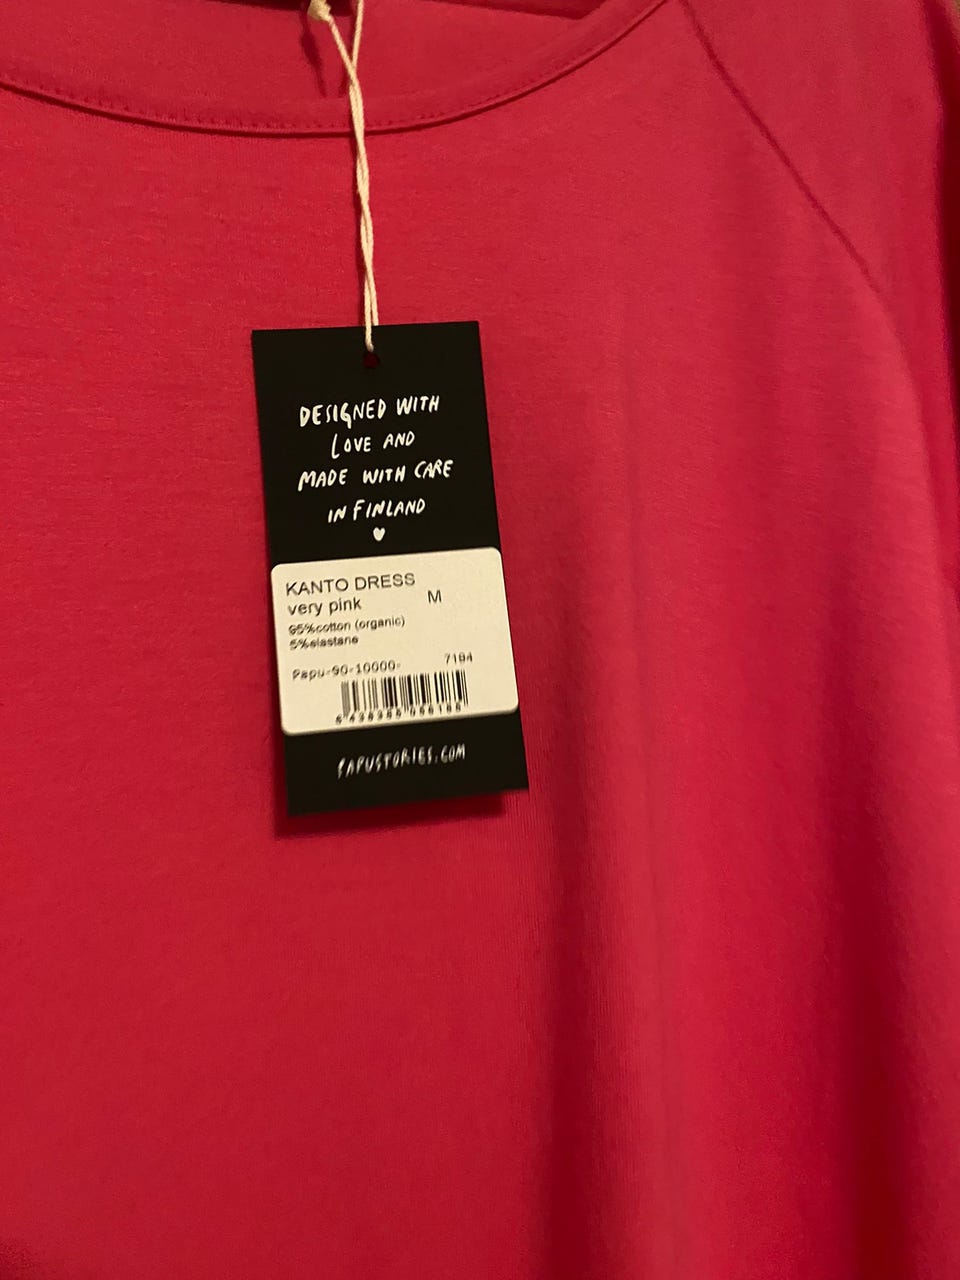 DESIGNED WITH
LOVE AND
MADE WITH CARE
IN FINLAND
KANTO DRESS
very pink M
95%cotton (organic)
5%elastane
Papu-90-10000- 7194
PAPUSTORIES.COM